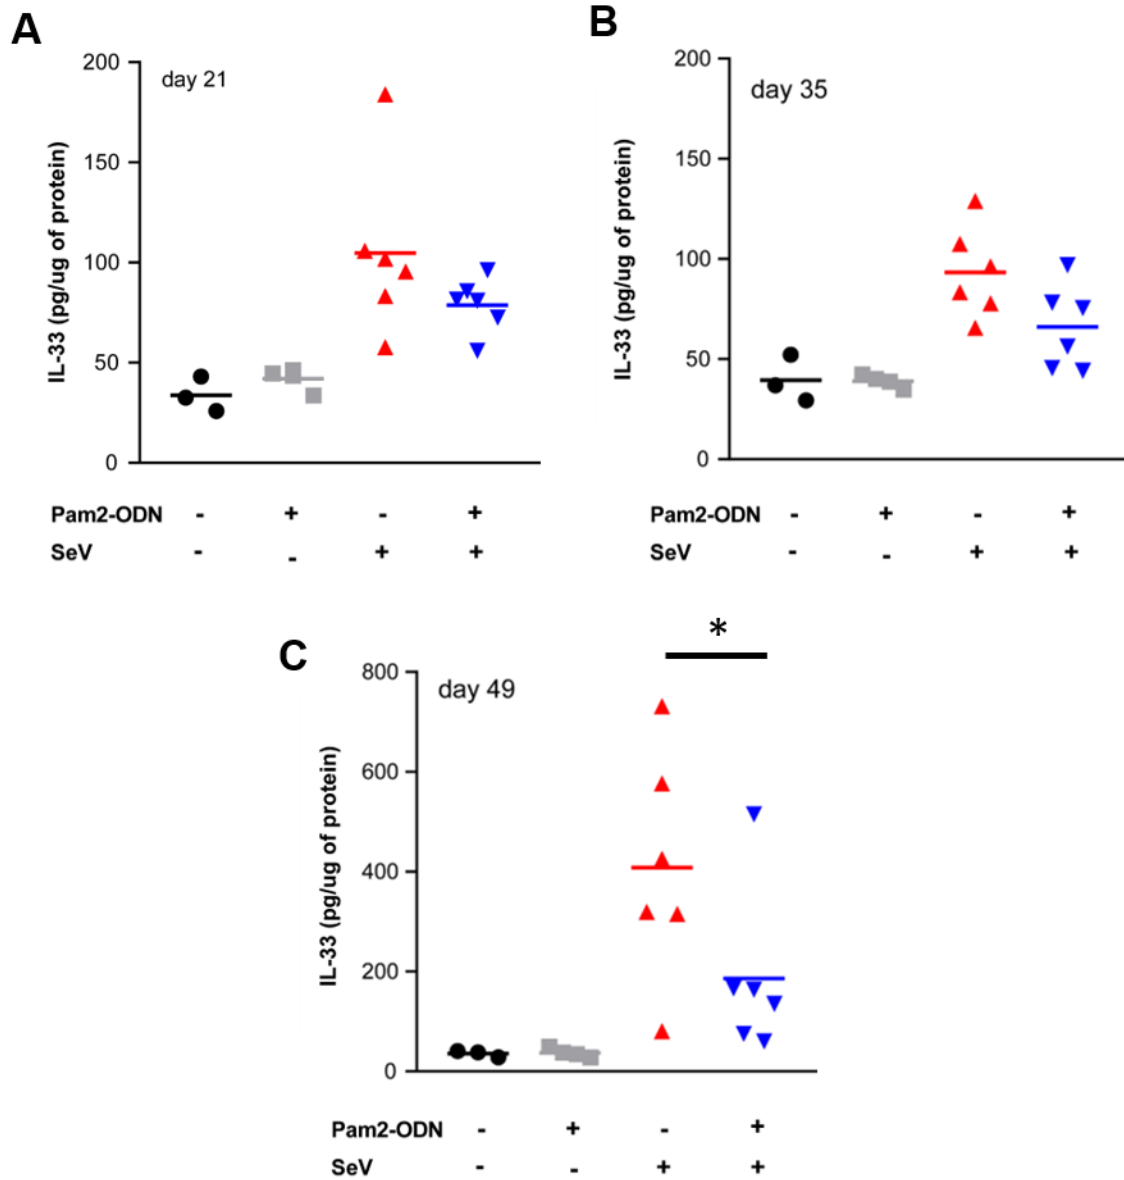 A
200
150
100
50
0
IL-33 (pg/ug of protein)
day 21
Pam2-ODN - + - +
SeV - - + +
B
200
150
100
50
0
IL-33 (pg/ug of protein)
day 35
Pam2-ODN - + - +
SeV - - + +
C
800
600
400
200
0
IL-33 (pg/ug of protein)
day 49
*
Pam2-ODN - + - +
SeV - - + +